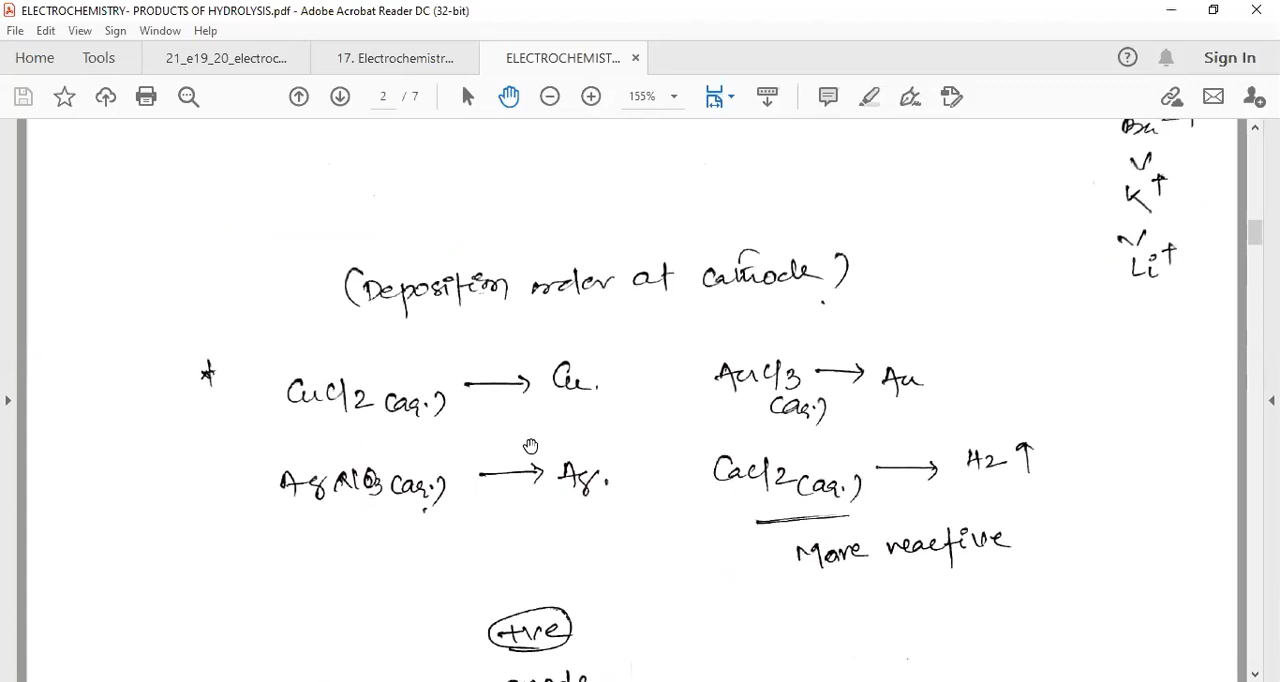 ELECTROCHEMISTRY- PRODUCTS OF HYDROLYSIS.pdf - Adobe Acrobat Reader DC (32-bit)
File Edit View Sign Window Help
Home Tools 21_e19_20_electroc... 17. Electrochemistr... ELECTROCHEMIST... × Sign In
2 / 7 155%
V
K+
V
Li+
(Deposition order at cathode)
* CuCl2 (aq.) → Cu. AuCl3 (aq.) → Au
AgNO3 (aq.) → Ag. CaCl2 (aq.) → H2 ↑
More reactive
+ve
anode